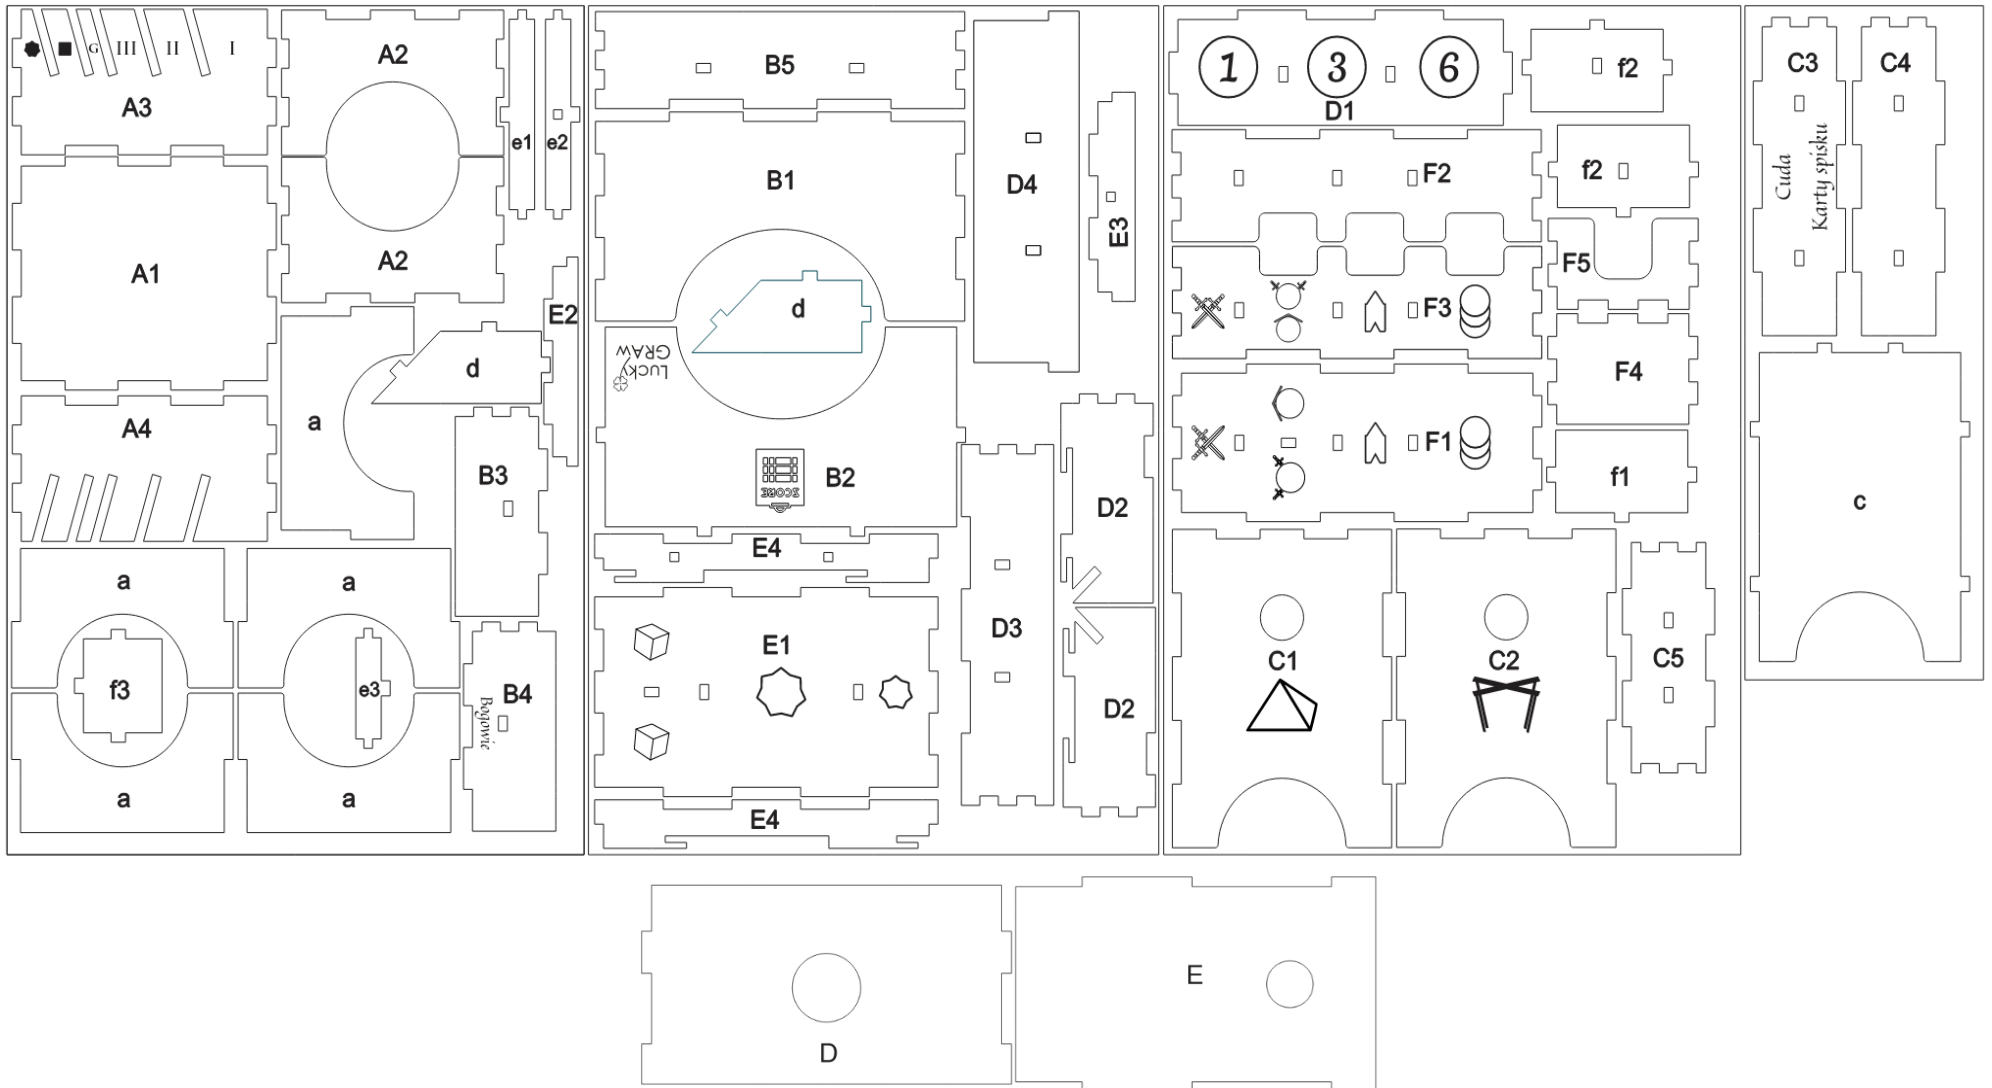 G III II I
A3
A2
e1
e2
A1
A2
E2
d
A4
a
B3
a
a
f3
e3
B4
Bogowie
a
a
B5
B1
D4
E3
d
Lucky
GRAW
SCORE
B2
D2
E4
E1
D3
D2
E4
1 3 6
D1
f2
F2
f2
F5
F3
F4
F1
f1
C1
C2
C5
C3
C4
Cuda
Karty spisku
c
D
E